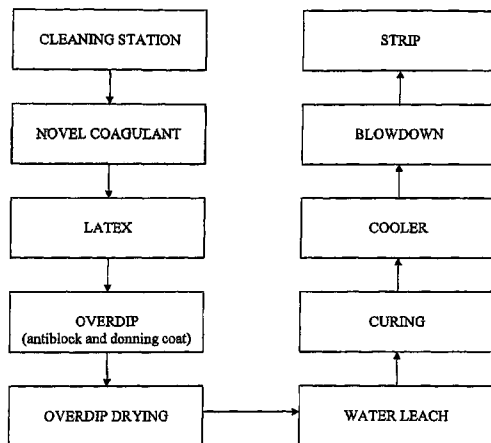 CLEANING STATION
NOVEL COAGULANT
LATEX
OVERDIP
(antiblock and donning coat)
OVERDIP DRYING
WATER LEACH
CURING
COOLER
BLOWDOWN
STRIP